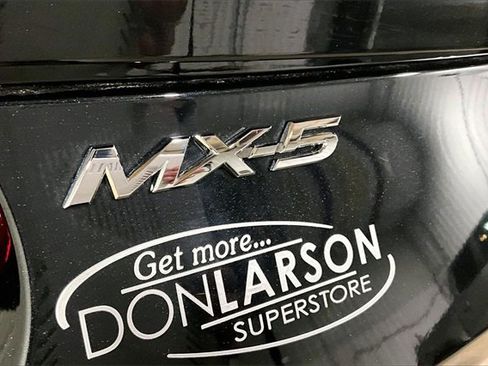 MX-5
Get more...
DONLARSON
SUPERSTORE